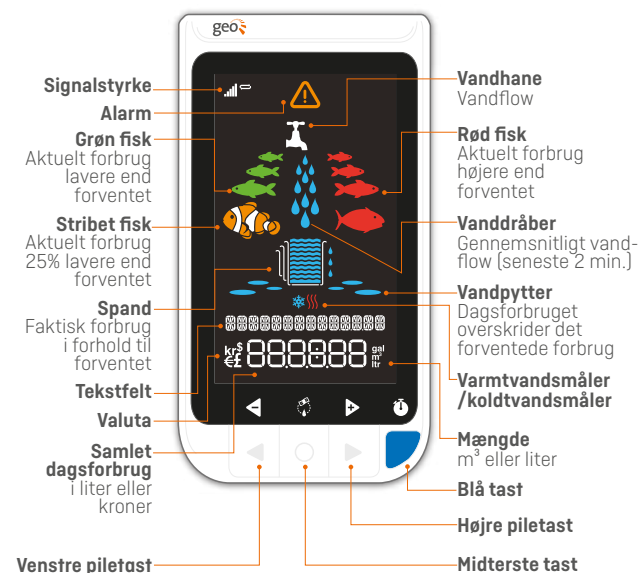 geo
Signalstyrke
Alarm
Grøn fisk
Aktuelt forbrug
lavere end
forventet
Stribet fisk
Aktuelt forbrug
25% lavere end
forventet
Spand
Faktisk forbrug
i forhold til
forventet
Tekstfelt
Valuta
Samlet
dagsforbrug
i liter eller
kroner
Venstre piletast
kr$
€£
888888
gal
m³
ltr
Vandhane
Vandflow
Rød fisk
Aktuelt forbrug
højere end
forventet
Vanddråber
Gennemsnitligt vand-
flow (seneste 2 min.)
Vandpytter
Dagsforbruget
overskrider det
forventede forbrug
Varmtvandsmåler
/koldtvandsmåler
Mængde
m³ eller liter
Blå tast
Højre piletast
Midterste tast